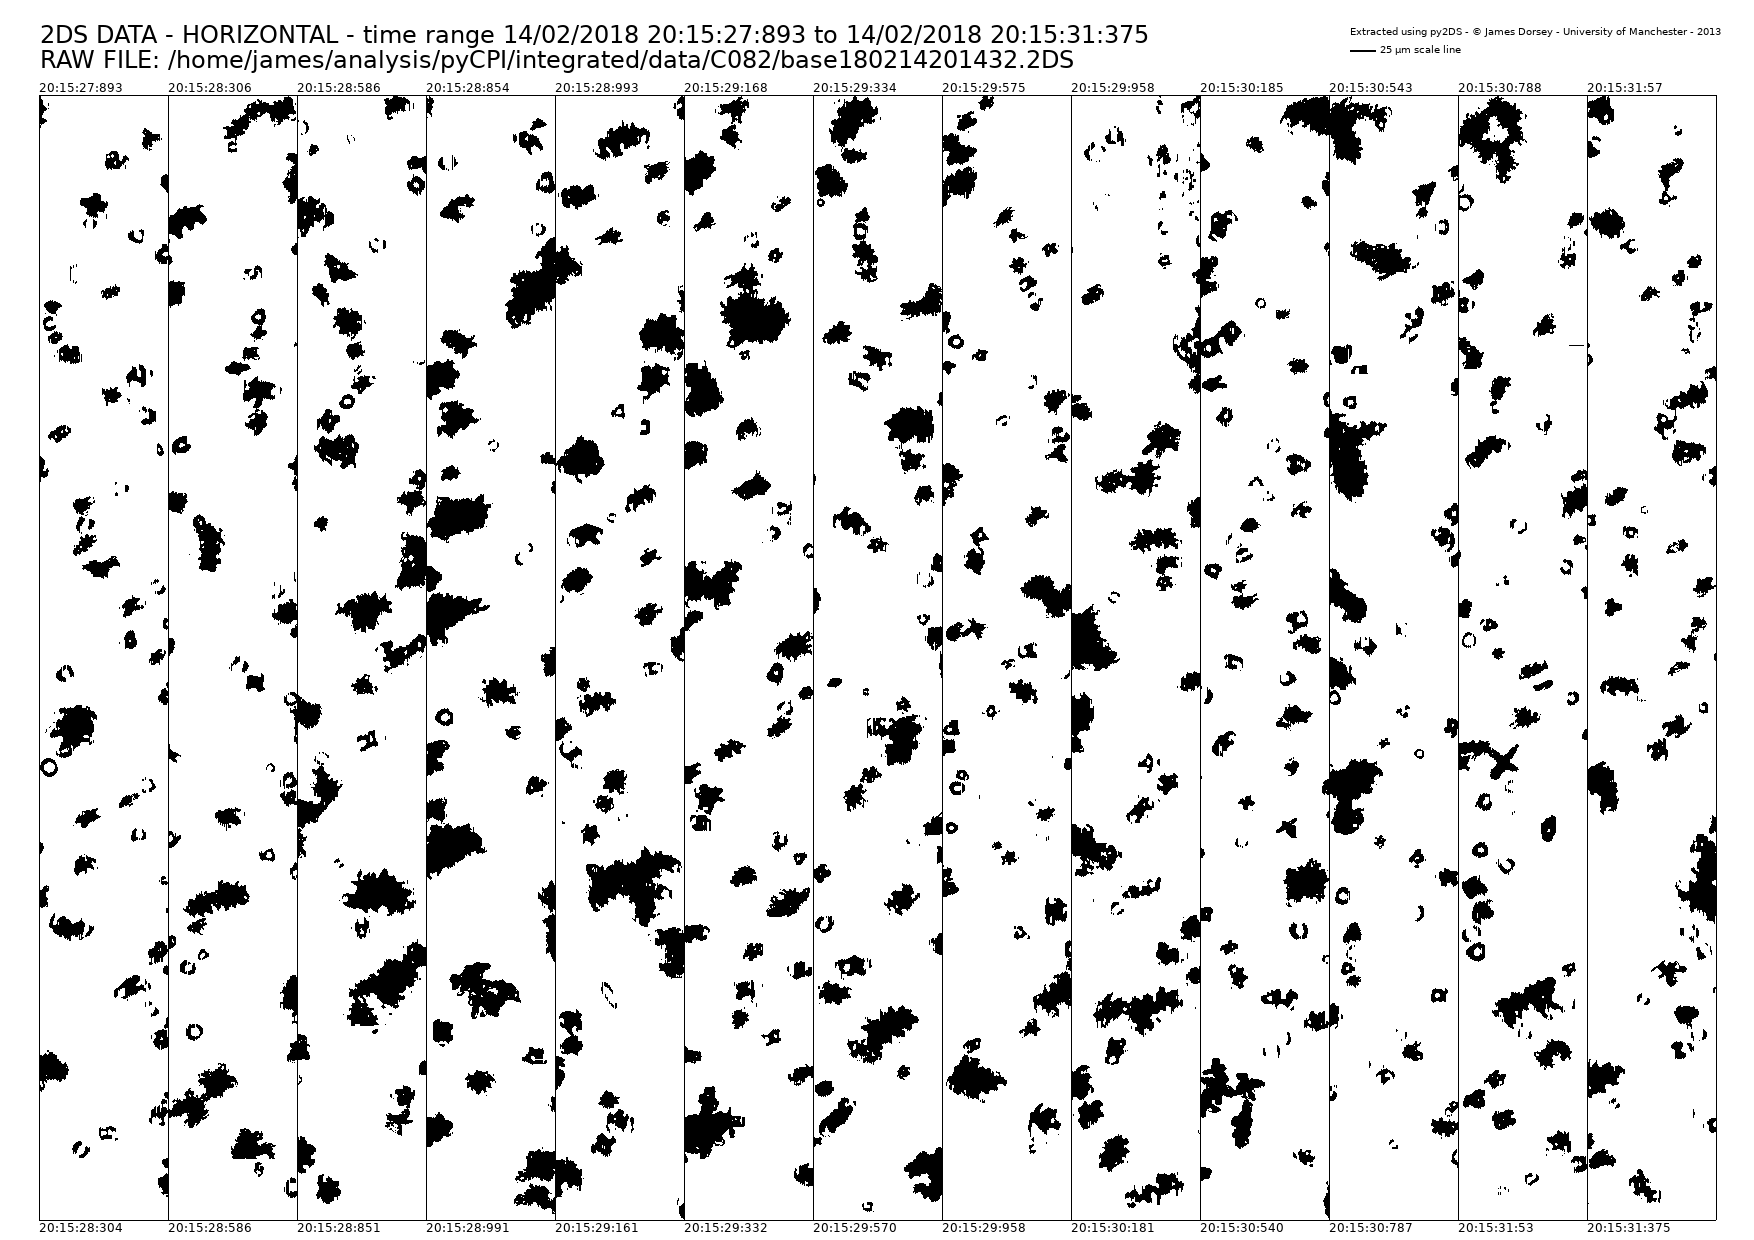 2DS DATA - HORIZONTAL - time range 14/02/2018 20:15:27:893 to 14/02/2018 20:15:31:375
RAW FILE: /home/james/analysis/pyCPI/integrated/data/C082/base180214201432.2DS
Extracted using py2DS - © James Dorsey - University of Manchester - 2013
25 µm scale line
20:15:27:893 20:15:28:306 20:15:28:586 20:15:28:854 20:15:28:993 20:15:29:168 20:15:29:334 20:15:29:575 20:15:29:958 20:15:30:185 20:15:30:543 20:15:30:788 20:15:31:57
20:15:28:304 20:15:28:586 20:15:28:851 20:15:28:991 20:15:29:161 20:15:29:332 20:15:29:570 20:15:29:958 20:15:30:181 20:15:30:540 20:15:30:787 20:15:31:53 20:15:31:375